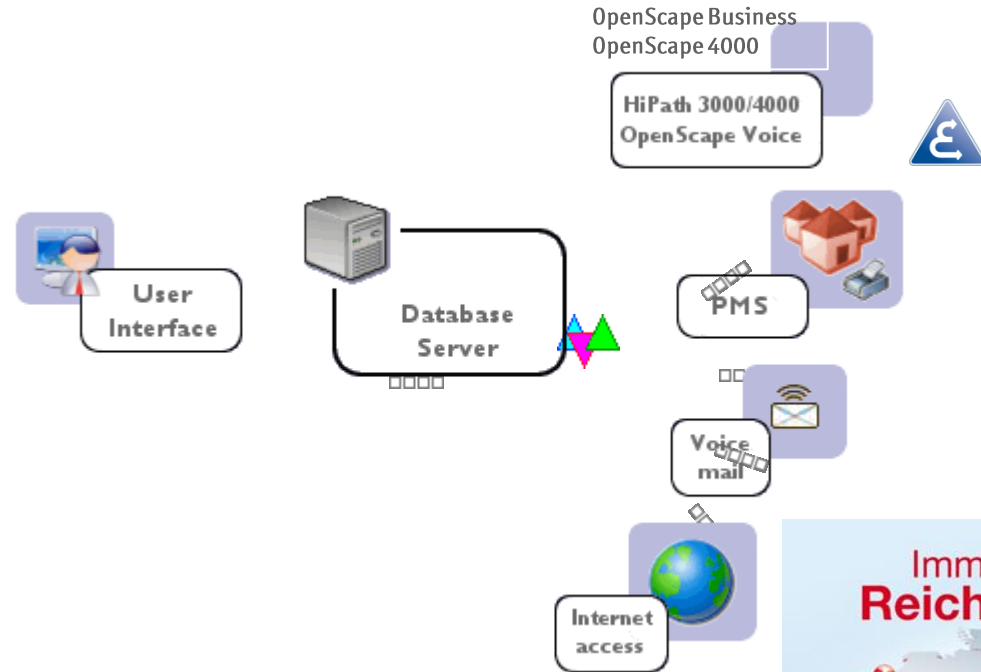 OpenScape Business
OpenScape 4000
HiPath 3000/4000
OpenScape Voice
User
Interface
Database
Server
PMS
Voice
mail
Internet
access
Imm
Reich